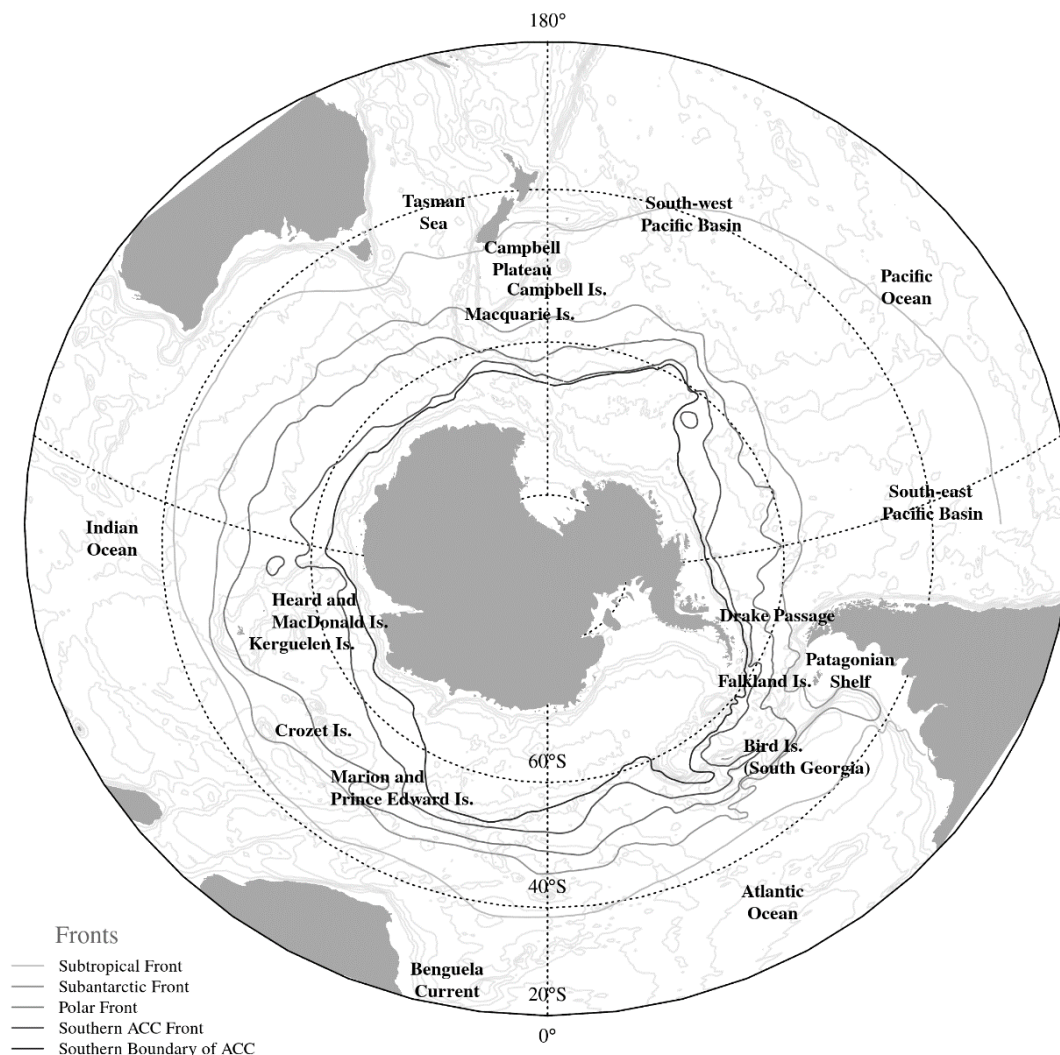 180°
Tasman
Sea
South-west
Pacific Basin
Campbell
Plateau
Campbell Is.
Macquarie Is.
Pacific
Ocean
South-east
Pacific Basin
Indian
Ocean
Heard and
MacDonald Is.
Kerguelen Is.
Drake Passage
Patagonian
Shelf
Falkland Is.
Crozet Is.
Bird Is.
(South Georgia)
60°S
Marion and
Prince Edward Is.
40°S
Atlantic
Ocean
Benguela
Current
20°S
0°
Fronts
Subtropical Front
Subantarctic Front
Polar Front
Southern ACC Front
Southern Boundary of ACC